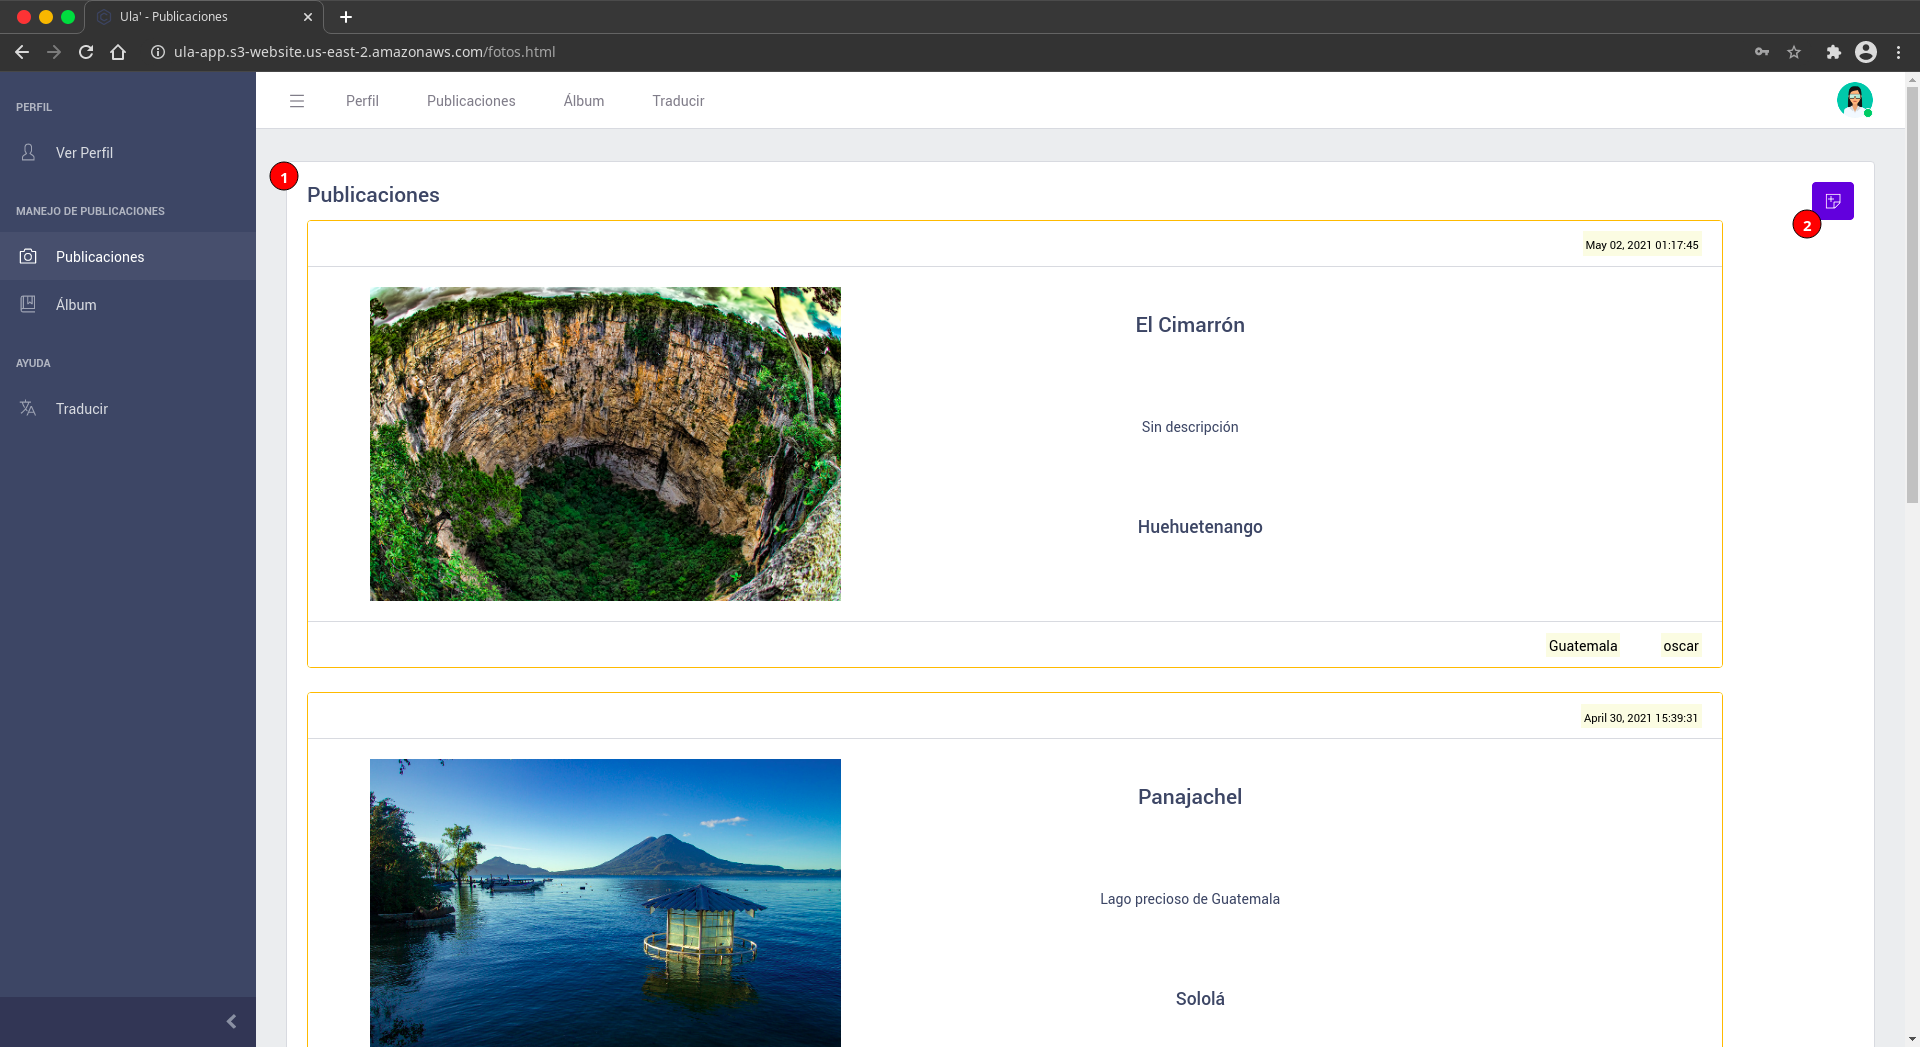 Ula' - Publicaciones
ula-app.s3-website.us-east-2.amazonaws.com/fotos.html
PERFIL
Ver Perfil
MANEJO DE PUBLICACIONES
Publicaciones
Álbum
AYUDA
Traducir
Perfil
Publicaciones
Álbum
Traducir
1
Publicaciones
2
May 02, 2021 01:17:45
El Cimarrón
Sin descripción
Huehuetenango
Guatemala
oscar
April 30, 2021 15:39:31
Panajachel
Lago precioso de Guatemala
Sololá